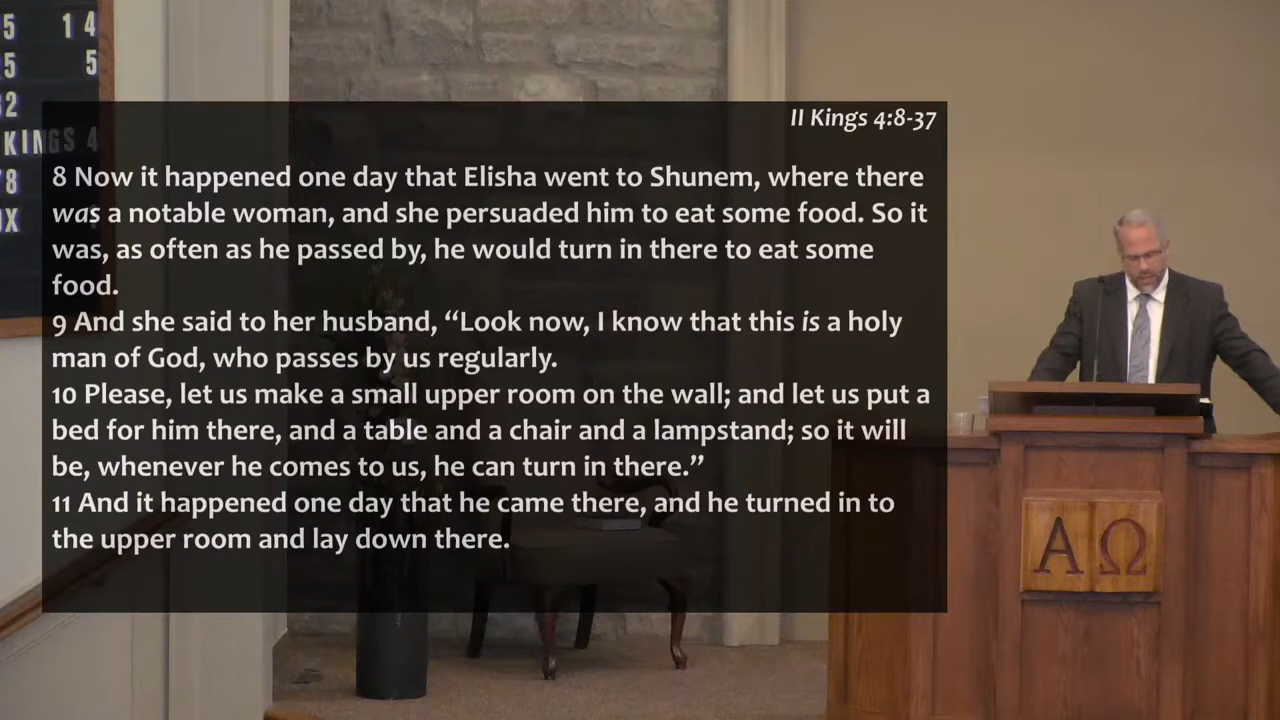 5 14
5 5
32
KINGS 4
78
OX
II Kings 4:8-37
8 Now it happened one day that Elisha went to Shunem, where there
was a notable woman, and she persuaded him to eat some food. So it
was, as often as he passed by, he would turn in there to eat some
food.
9 And she said to her husband, “Look now, I know that this is a holy
man of God, who passes by us regularly.
10 Please, let us make a small upper room on the wall; and let us put a
bed for him there, and a table and a chair and a lampstand; so it will
be, whenever he comes to us, he can turn in there.”
11 And it happened one day that he came there, and he turned in to
the upper room and lay down there.
Α Ω